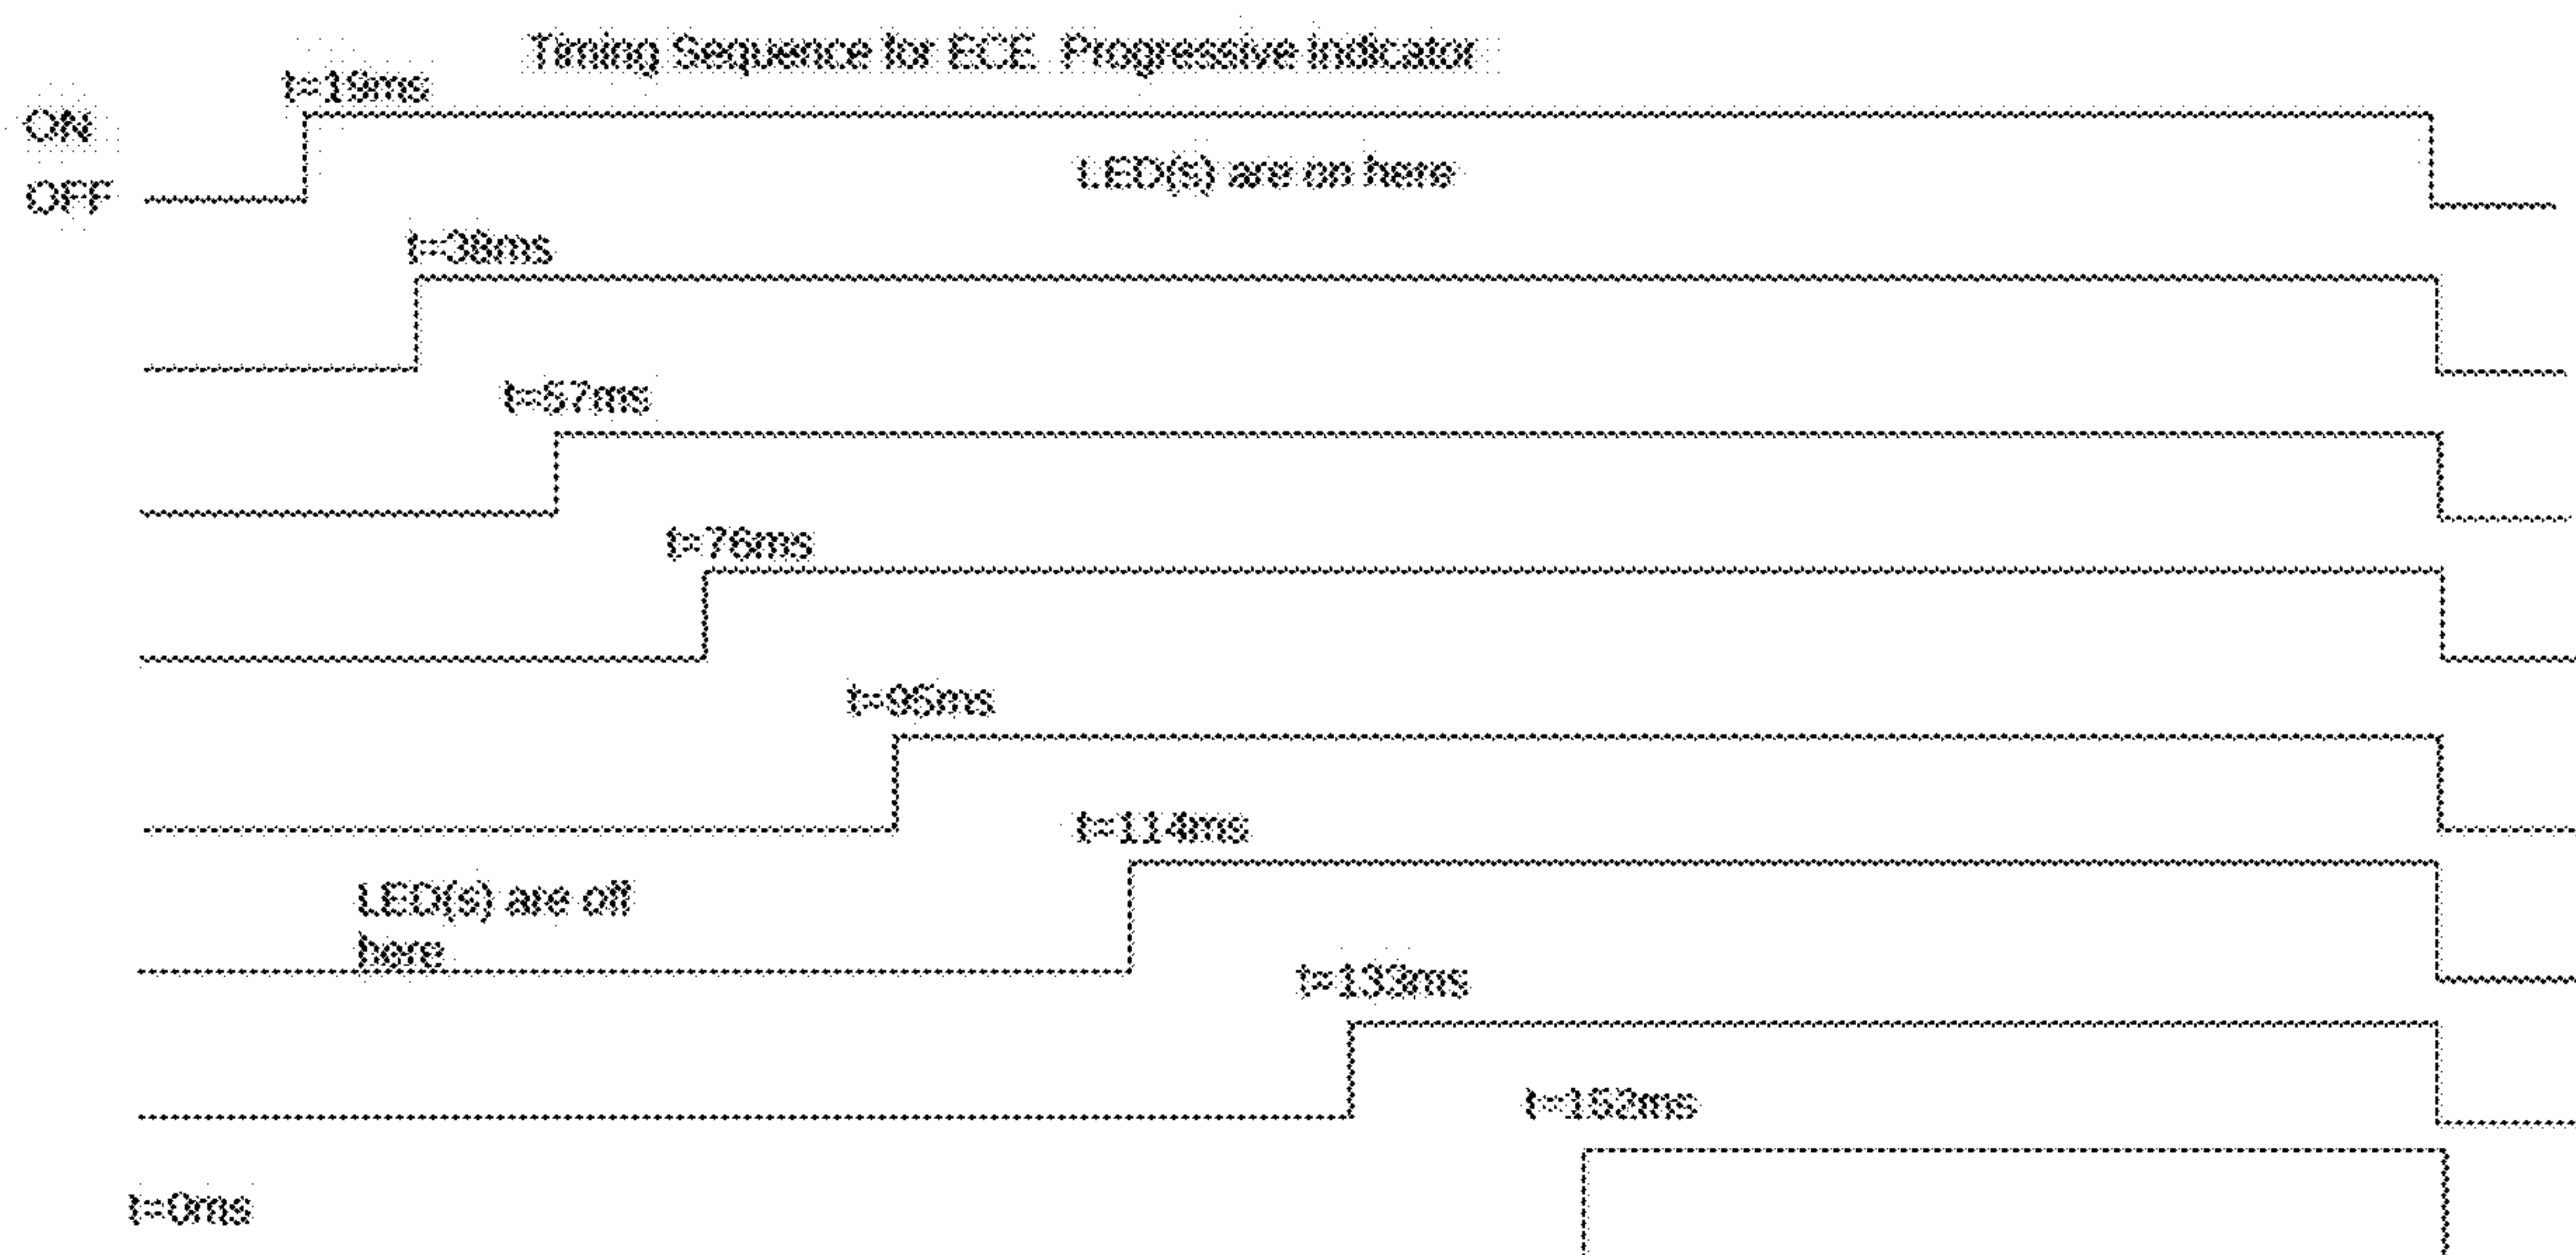 Timing Sequence for ECE Progressive indicator
t=19ms
ON
LED(s) are on here
OFF
t=38ms
t=57ms
t=76ms
t=95ms
t=114ms
LED(s) are off
here
t=133ms
t=152ms
t=0ms